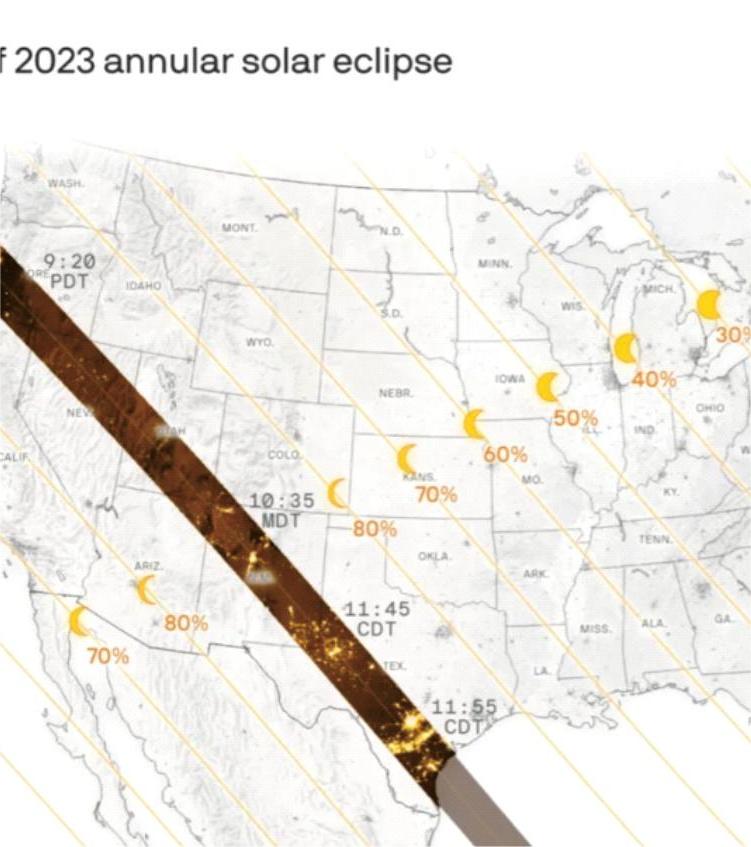 f 2023 annular solar eclipse
WASH.
MONT.
N.D.
MINN.
9:20
PDT
ORE
IDAHO
MICH.
WIS.
S.D.
30%
WYO.
40%
IOWA
NEBR.
50%
OHIO
NEV
UTAH
ILL.
IND.
60%
CALIF.
COLO.
KANS.
MO.
70%
KY.
10:35
MDT
80%
TENN.
OKLA.
ARIZ.
ARK.
N.M.
80%
11:45
CDT
MISS.
ALA.
GA.
70%
TEX.
LA.
11:55
CDT